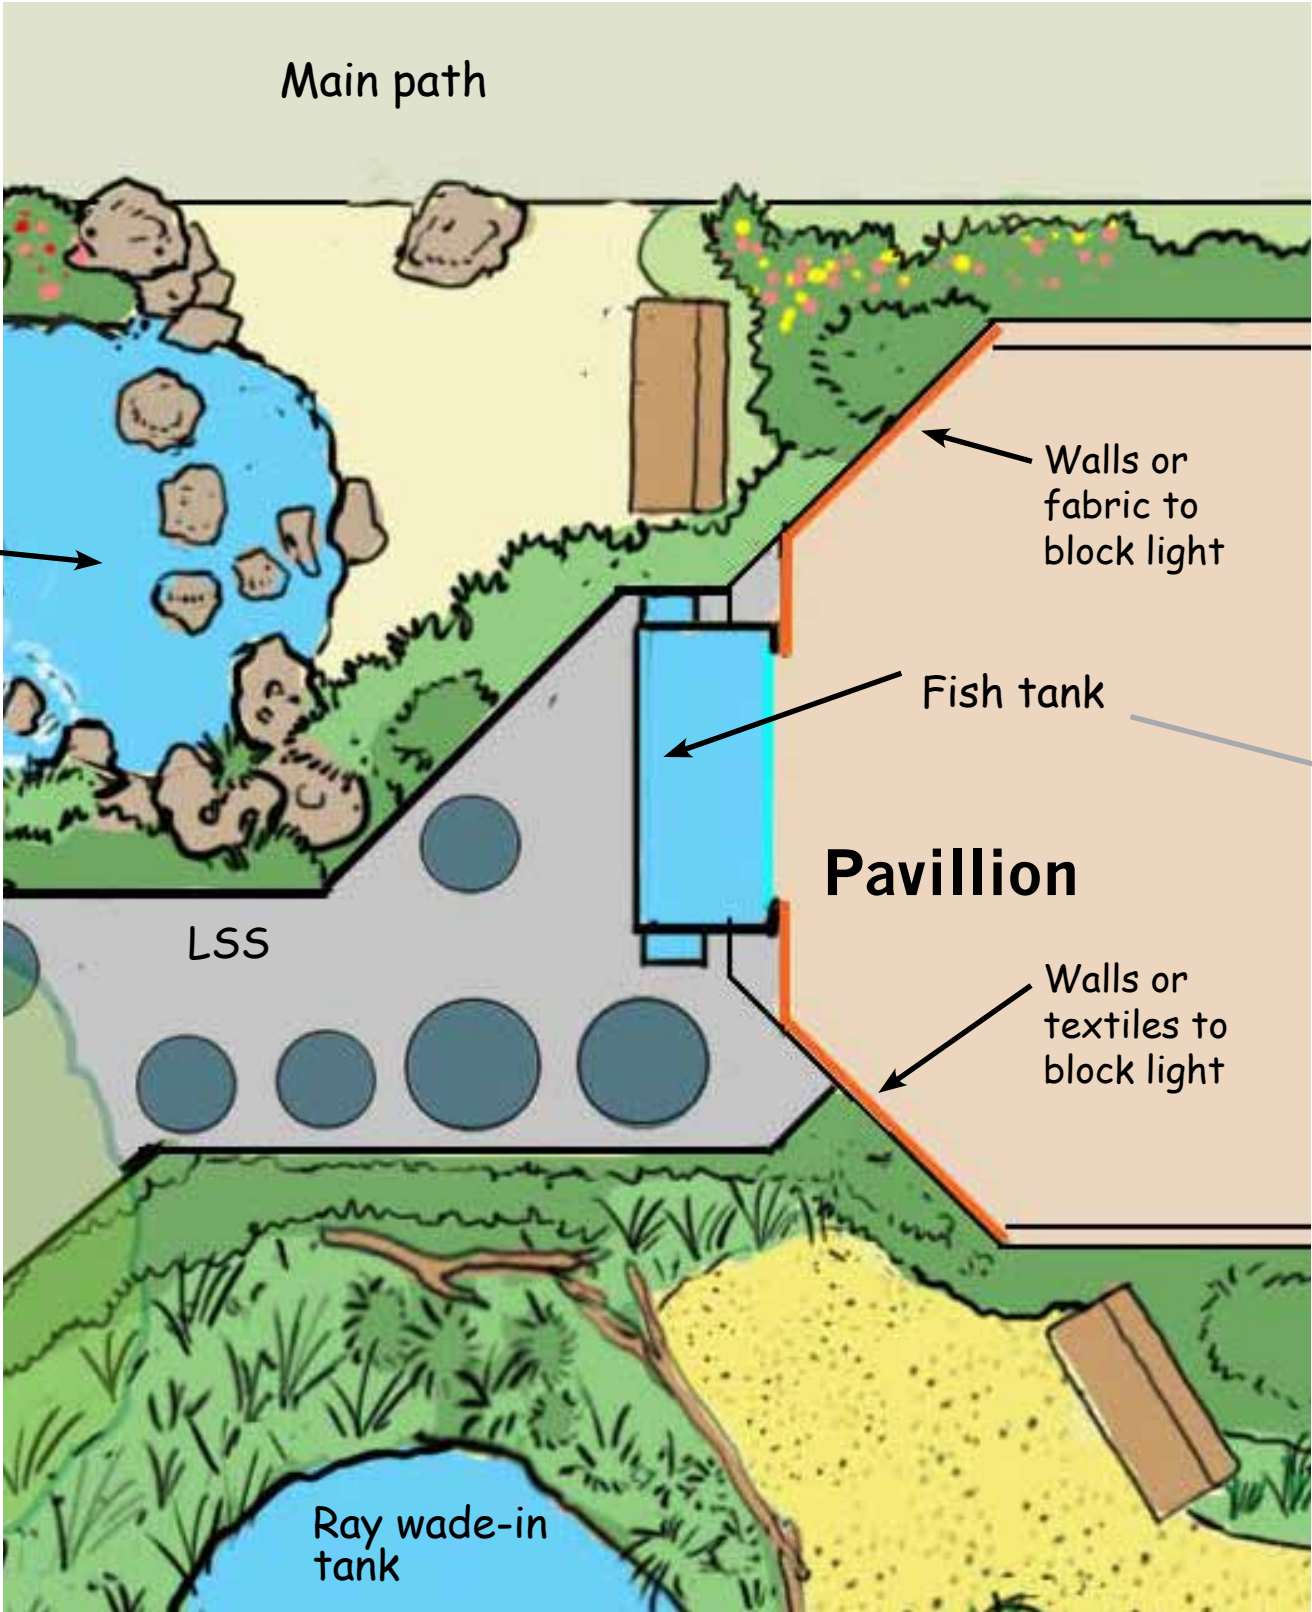 Main path
Walls or
fabric to
block light
Fish tank
Pavillion
LSS
Walls or
textiles to
block light
Ray wade-in
tank